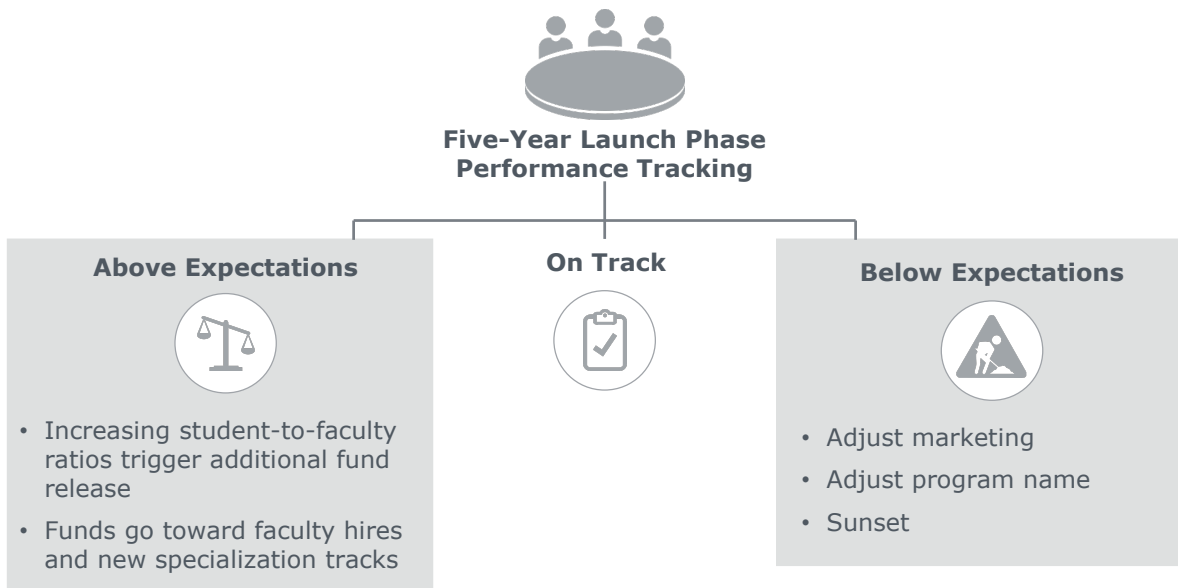 Five-Year Launch Phase
Performance Tracking
Above Expectations
• Increasing student-to-faculty
ratios trigger additional fund
release
• Funds go toward faculty hires
and new specialization tracks
On Track
Below Expectations
• Adjust marketing
• Adjust program name
• Sunset